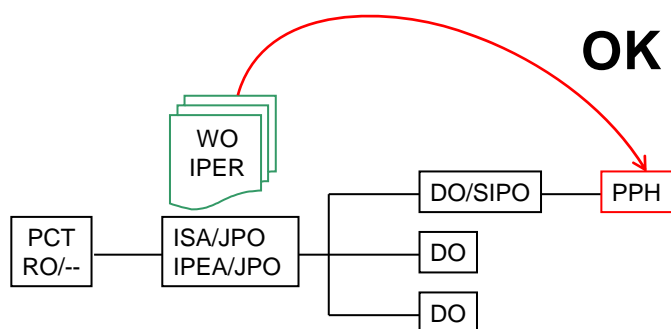 OK
WO
IPER
DO/SIPO
PPH
PCT
RO/--
ISA/JPO
IPEA/JPO
DO
DO